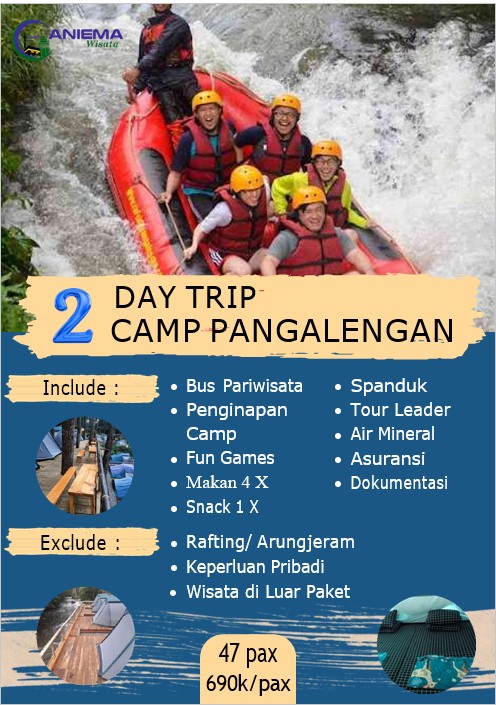 GANIEMA
Wisata
2 DAY TRIP
CAMP PANGALENGAN
Include :
• Bus Pariwisata
• Penginapan
Camp
• Fun Games
• Makan 4 X
• Snack 1 X
• Spanduk
• Tour Leader
• Air Mineral
• Asuransi
• Dokumentasi
Exclude :
• Rafting/ Arungjeram
• Keperluan Pribadi
• Wisata di Luar Paket
47 pax
690k/pax